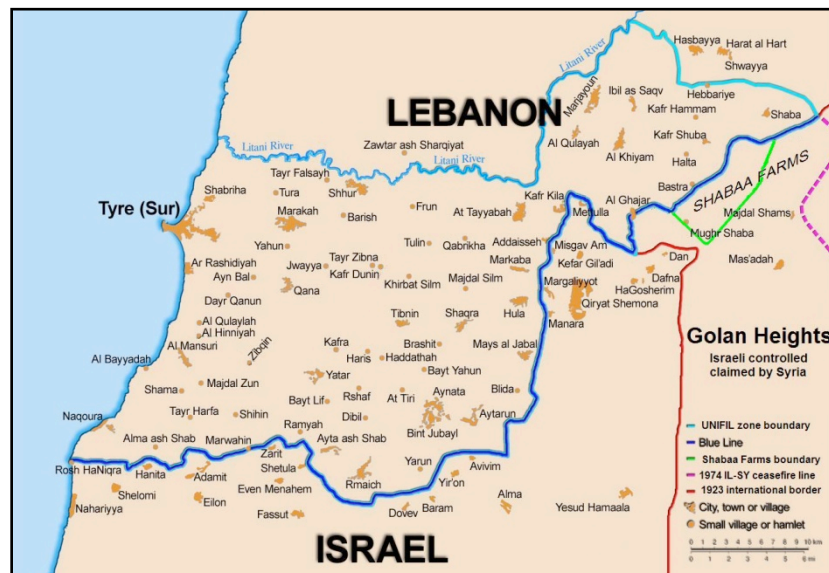 Hasbayya
Harat al Hart
Shwayya
Litani River
Marjayoun
Ibil as Saqv
Hebbariye
LEBANON
Kafr Hammam
Shaba
Zawtar ash Sharqiyat
Al Qulayah
Kafr Shuba
Litani River
Litani River
Al Khiyam
Halta
Tayr Falsayh
Bastra
SHABAA FARMS
Shabriha
Tura
Shhur
Kafr Kila
Al Ghajar
Tyre (Sur)
Marakah
Barish
Frun
At Tayyabah
Metulla
Majdal Shams
Mughr Shaba
Yahun
Tulin
Qabrikha
Addaisseh
Misgav Am
Ar Rashidiyah
Jwayya
Tayr Zibna
Markaba
Kefar Gil'adi
Dan
Mas'adah
Ayn Bal
Kafr Dunin
Khirbat Silm
Majdal Silm
Margaliyyot
Dafna
Qana
HaGosherim
Dayr Qanun
Tibnin
Shaqra
Hula
Qiryat Shemona
Al Qulaylah
Manara
Al Hinniyah
Golan Heights
Al Mansuri
Zibqin
Kafra
Brashit
Mays al Jabal
Israeli controlled
claimed by Syria
Al Bayyadah
Haris
Haddathah
Yatar
Bayt Yahun
Shama
Majdal Zun
Rshaf
At Tiri
Aynata
Blida
Bayt Lif
Naqoura
Tayr Harfa
Shihin
Dibil
Aytarun
UNIFIL zone boundary
Ramyah
Bint Jubayl
Blue Line
Alma ash Shab
Marwahin
Ayta ash Shab
Shabaa Farms boundary
Rosh HaNiqra
Zarit
Yarun
Avivim
1974 IL-SY ceasefire line
Hanita
Adamit
Shetula
1923 international border
Shelomi
Even Menahem
Rmaich
Yir'on
City, town or village
Nahariyya
Eilon
Fassut
Dovev
Baram
Alma
Yesud Hamaala
Small village or hamlet
0 1 2 3 4 5 6 7 8 9 10 km
ISRAEL
0 6 mi